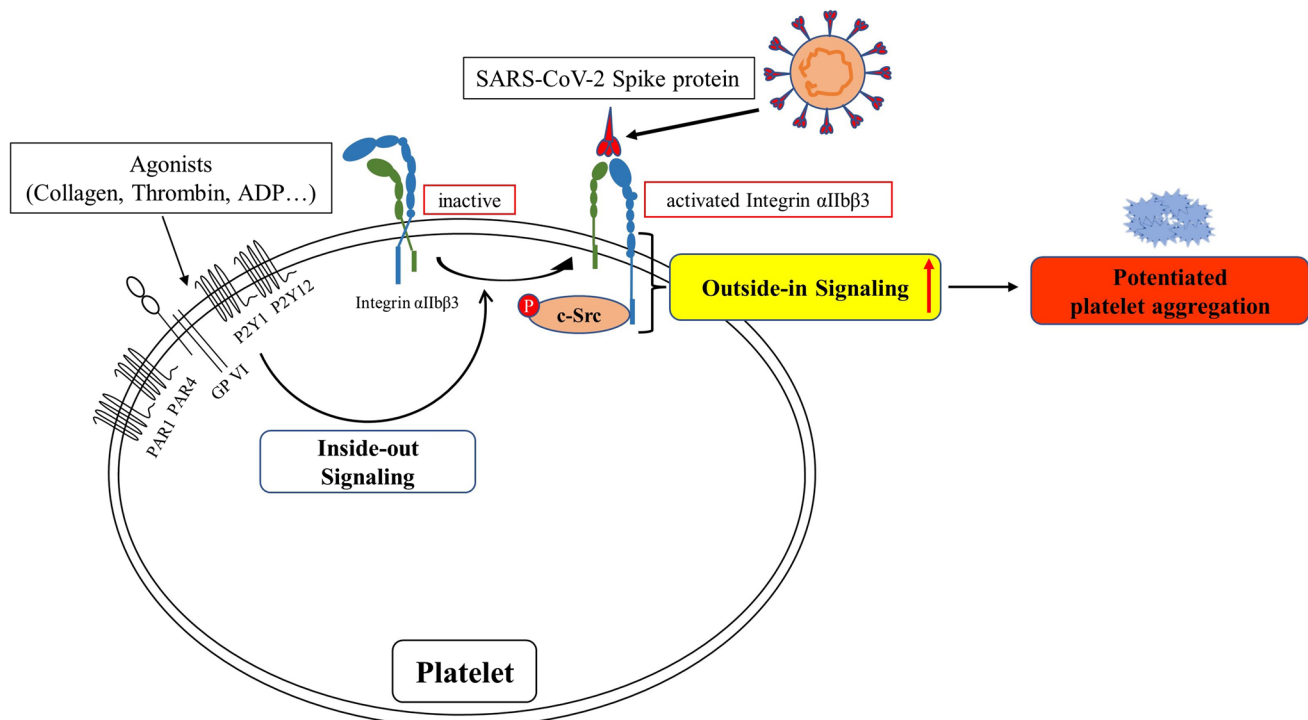 SARS-CoV-2 Spike protein
Agonists
(Collagen, Thrombin, ADP…)
inactive
activated Integrin αIIbβ3
Integrin αIIbβ3
P2Y1 P2Y12
GP VI
PAR1 PAR4
P
c-Src
Outside-in Signaling
Potentiated
platelet aggregation
Inside-out
Signaling
Platelet